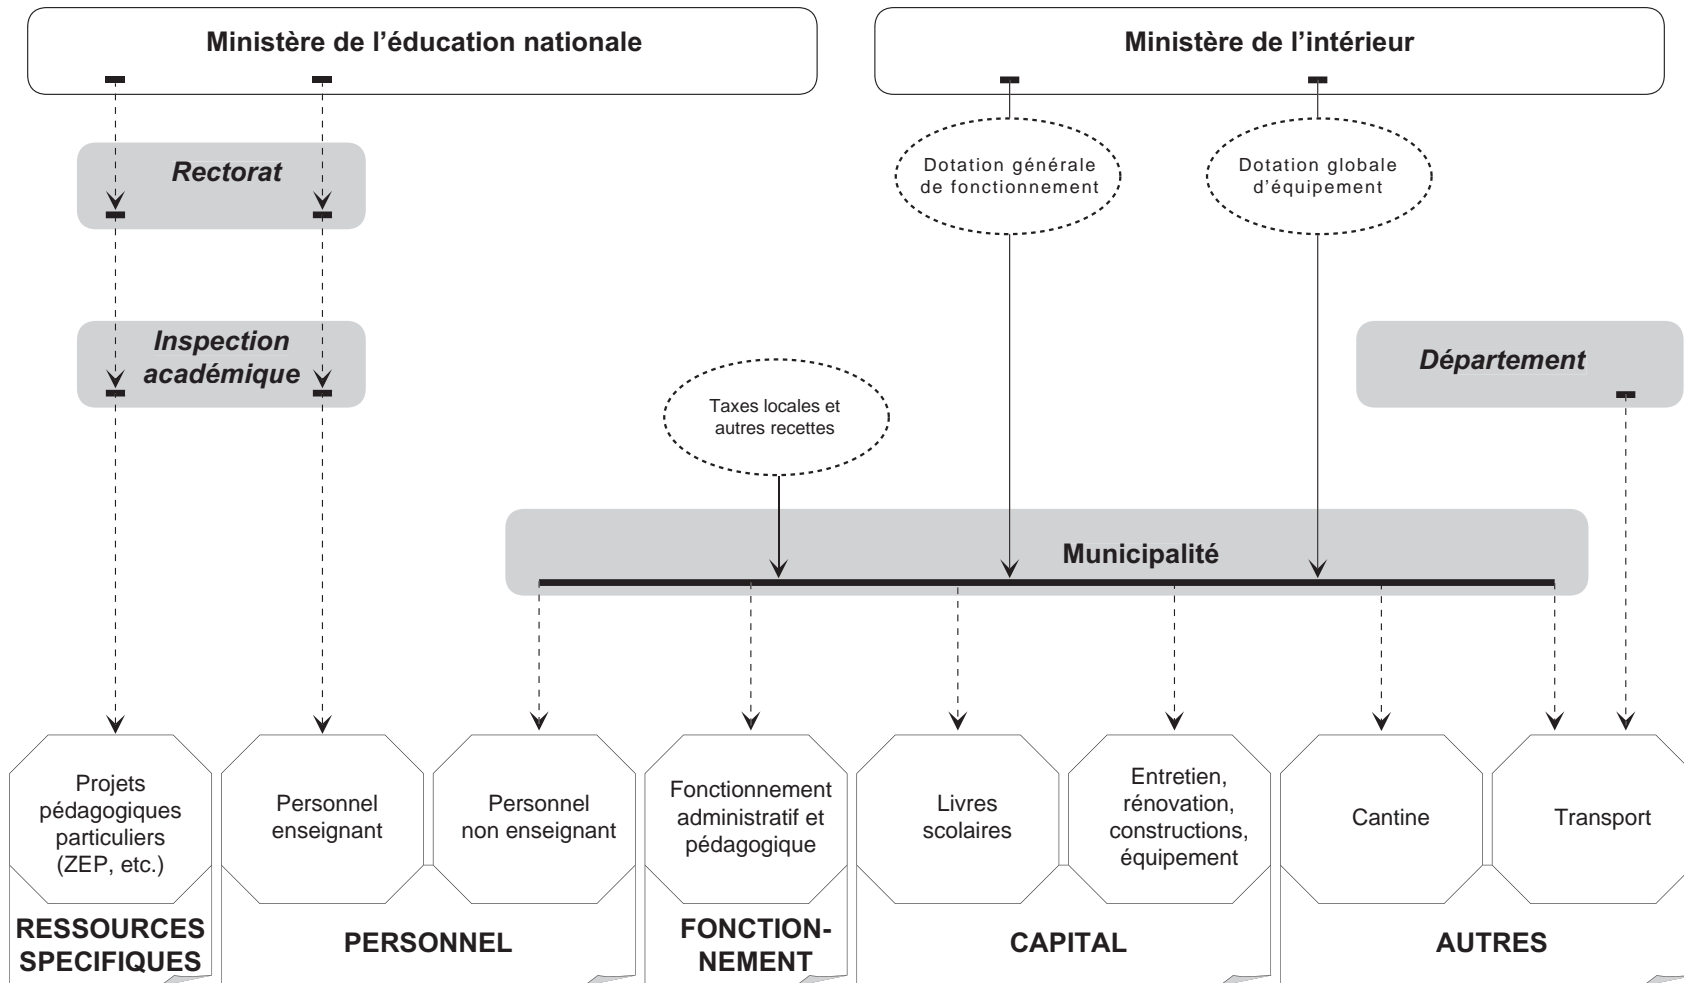 Ministère de l’éducation nationale
Ministère de l’intérieur
Rectorat
Dotation générale
de fonctionnement
Dotation globale
d’équipement
Inspection
académique
Département
Taxes locales et
autres recettes
Municipalité
Projets
pédagogiques
particuliers
(ZEP, etc.)
Personnel
enseignant
Personnel
non enseignant
Fonctionnement
administratif et
pédagogique
Livres
scolaires
Entretien,
rénovation,
constructions,
équipement
Cantine
Transport
RESSOURCES
SPECIFIQUES
PERSONNEL
FONCTION-
NEMENT
CAPITAL
AUTRES